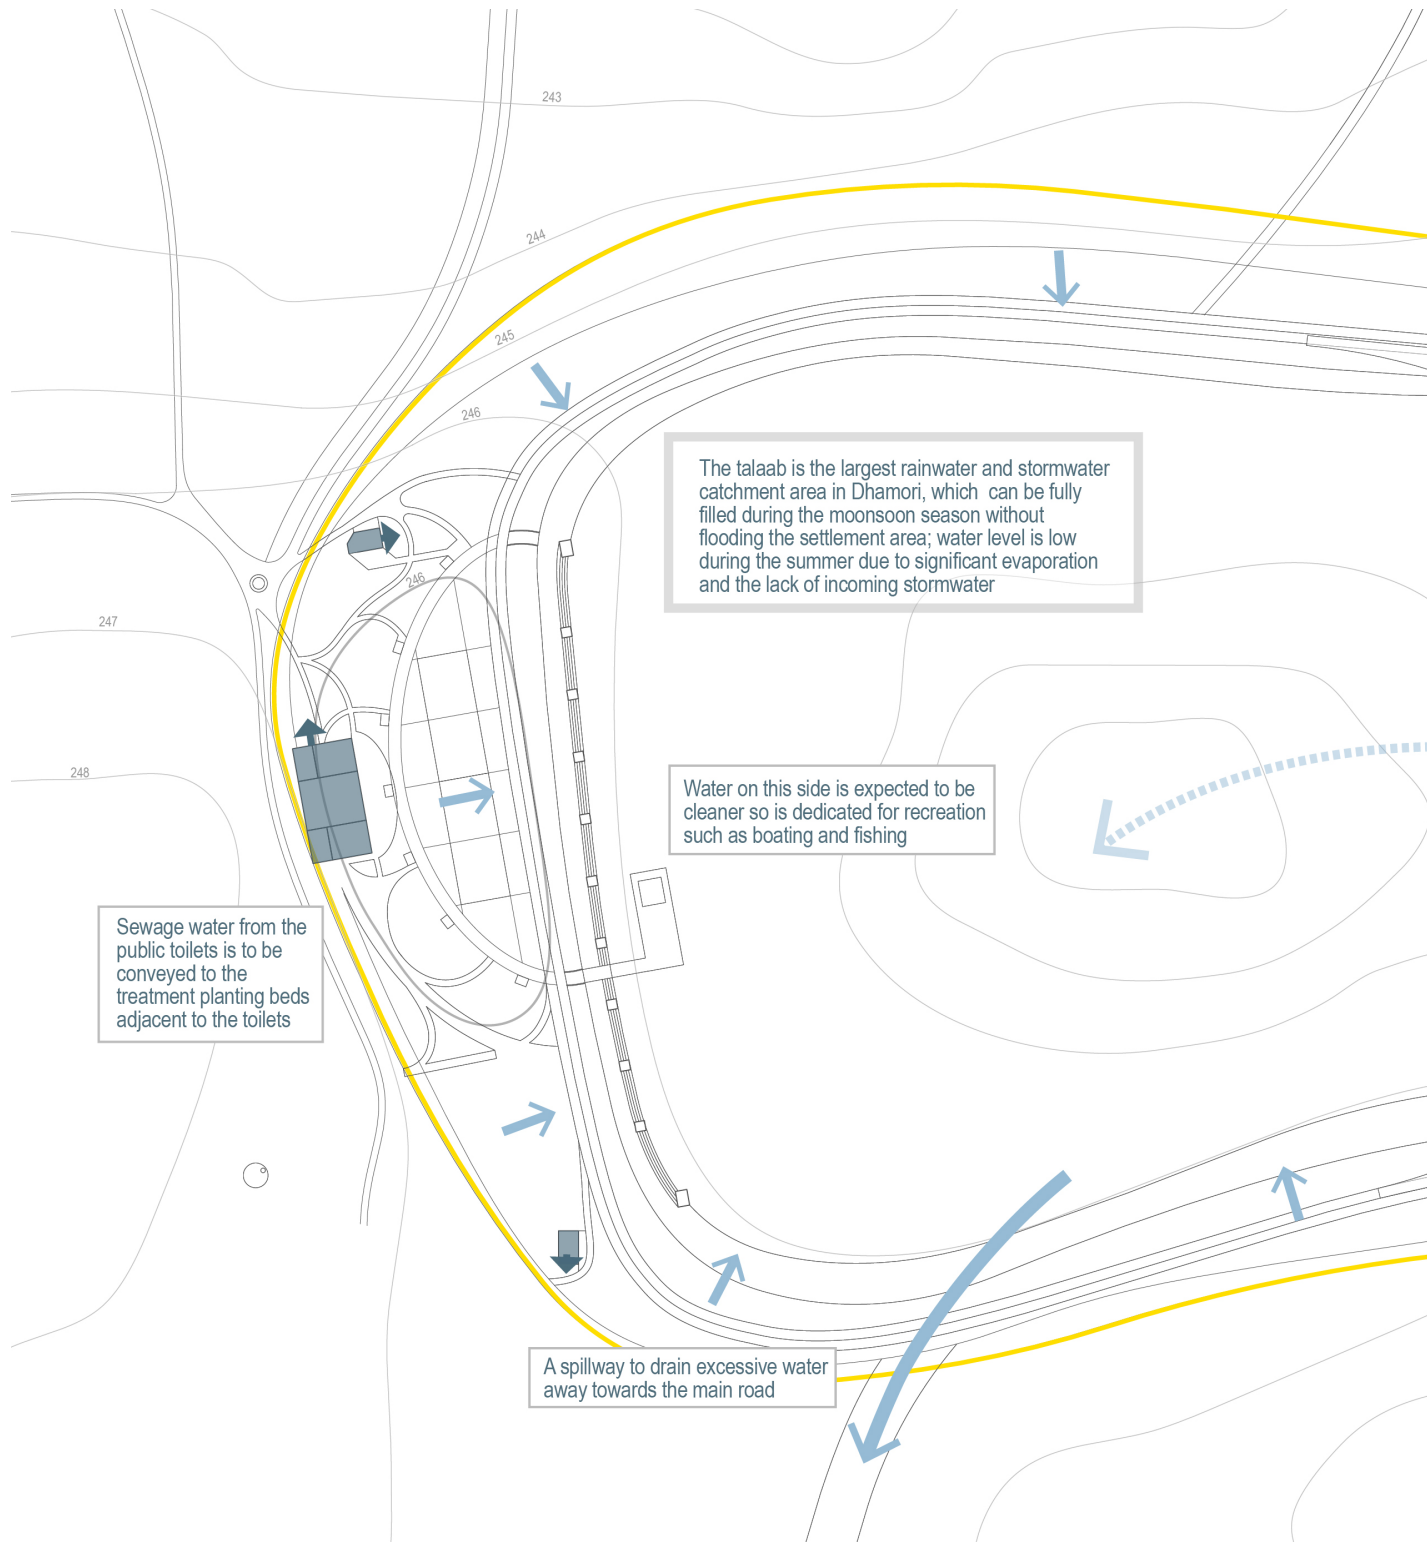 243
244
245
246
The talaab is the largest rainwater and stormwater
catchment area in Dhamori, which can be fully
filled during the moonsoon season without
flooding the settlement area; water level is low
during the summer due to significant evaporation
and the lack of incoming stormwater
246
247
248
Water on this side is expected to be
cleaner so is dedicated for recreation
such as boating and fishing
Sewage water from the
public toilets is to be
conveyed to the
treatment planting beds
adjacent to the toilets
A spillway to drain excessive water
away towards the main road